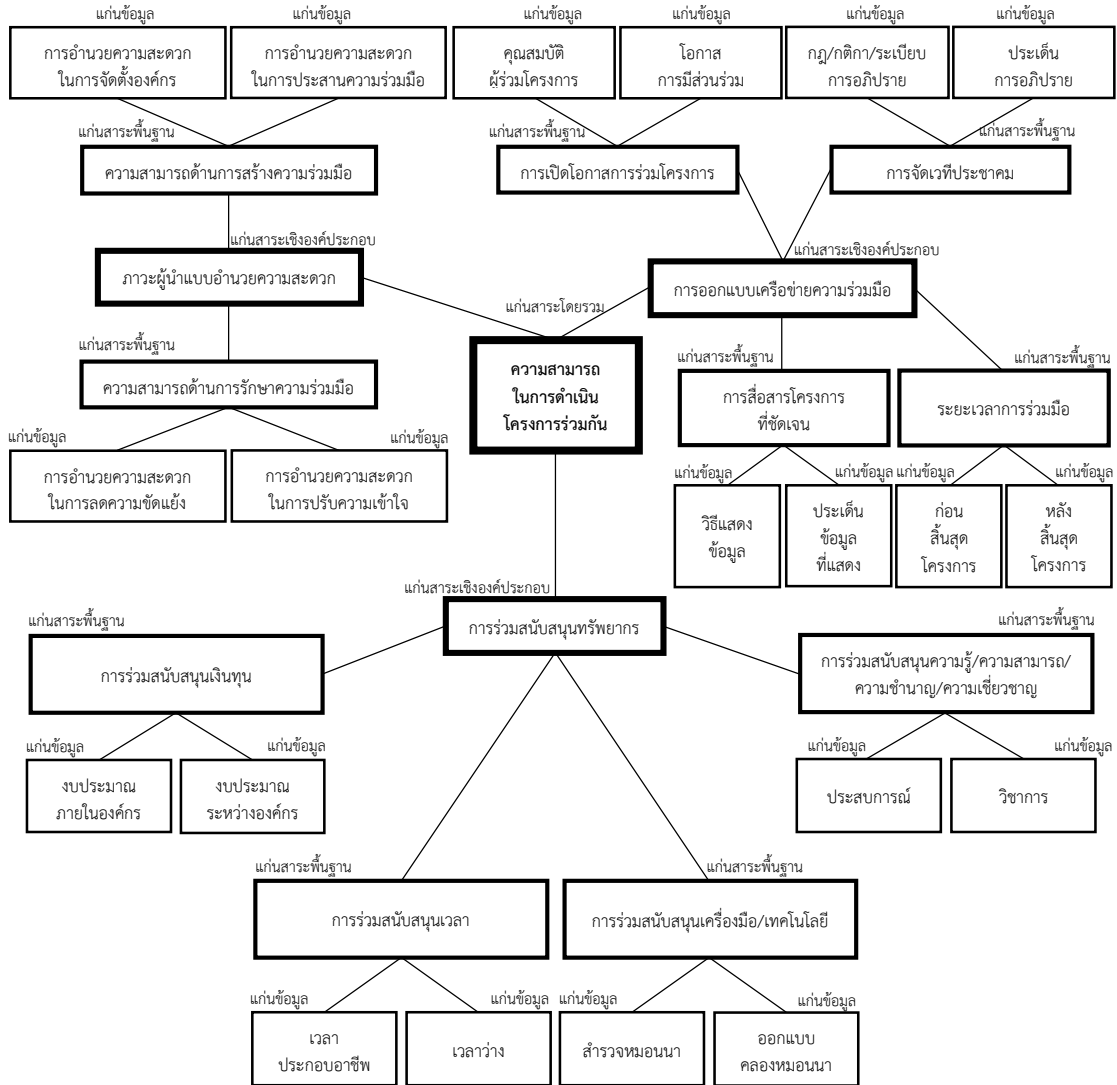 แก่นข้อมูล
แก่นข้อมูล
แก่นข้อมูล
แก่นข้อมูล
แก่นข้อมูล
แก่นข้อมูล
การอำนวยความสะดวก
ในการจัดตั้งองค์กร
การอำนวยความสะดวก
ในการประสานความร่วมมือ
คุณสมบัติ
ผู้ร่วมโครงการ
โอกาส
การมีส่วนร่วม
กฎ/กติกา/ระเบียบ
การอภิปราย
ประเด็น
การอภิปราย
แก่นสาระพื้นฐาน
แก่นสาระพื้นฐาน
แก่นสาระพื้นฐาน
ความสามารถด้านการสร้างความร่วมมือ
การเปิดโอกาสการร่วมโครงการ
การจัดเวทีประชาคม
แก่นสาระเชิงองค์ประกอบ
แก่นสาระเชิงองค์ประกอบ
ภาวะผู้นำแบบอำนวยความสะดวก
การออกแบบเครือข่ายความร่วมมือ
แก่นสาระโดยรวม
แก่นสาระพื้นฐาน
แก่นสาระพื้นฐาน
แก่นสาระพื้นฐาน
ความสามารถ
ในการดำเนิน
โครงการร่วมกัน
ความสามารถด้านการรักษาความร่วมมือ
การสื่อสารโครงการ
ที่ชัดเจน
ระยะเวลาการร่วมมือ
แก่นข้อมูล
แก่นข้อมูล
การอำนวยความสะดวก
ในการลดความขัดแย้ง
การอำนวยความสะดวก
ในการปรับความเข้าใจ
แก่นข้อมูล
แก่นข้อมูล
แก่นข้อมูล
แก่นข้อมูล
วิธีแสดง
ข้อมูล
ประเด็น
ข้อมูล
ที่แสดง
ก่อน
สิ้นสุด
โครงการ
หลัง
สิ้นสุด
โครงการ
แก่นสาระเชิงองค์ประกอบ
การร่วมสนับสนุนทรัพยากร
แก่นสาระพื้นฐาน
แก่นสาระพื้นฐาน
การร่วมสนับสนุนเงินทุน
การร่วมสนับสนุนความรู้/ความสามารถ/
ความชำนาญ/ความเชี่ยวชาญ
แก่นข้อมูล
แก่นข้อมูล
แก่นข้อมูล
แก่นข้อมูล
งบประมาณ
ภายในองค์กร
งบประมาณ
ระหว่างองค์กร
ประสบการณ์
วิชาการ
แก่นสาระพื้นฐาน
แก่นสาระพื้นฐาน
การร่วมสนับสนุนเวลา
การร่วมสนับสนุนเครื่องมือ/เทคโนโลยี
แก่นข้อมูล
แก่นข้อมูล
แก่นข้อมูล
แก่นข้อมูล
เวลา
ประกอบอาชีพ
เวลาว่าง
สำรวจหมอนนา
ออกแบบ
คลองหมอนนา